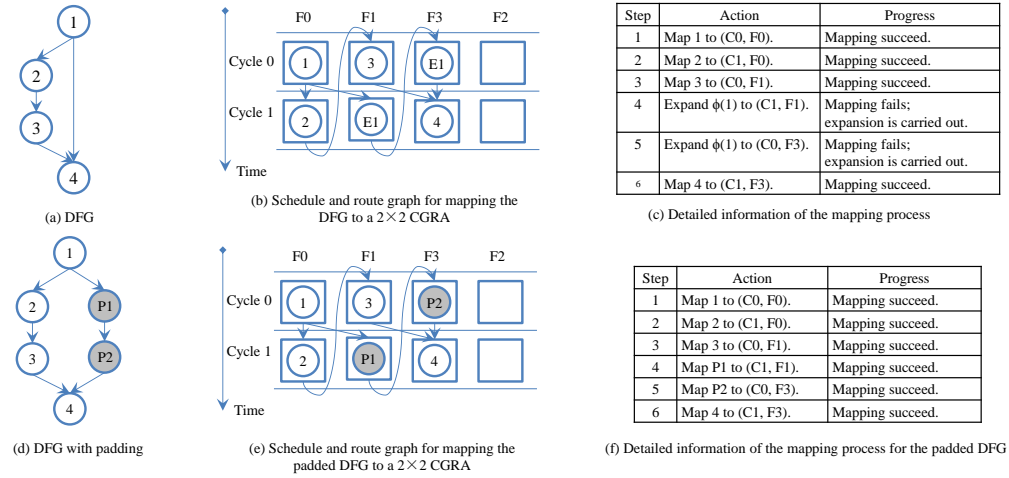 1
2
3
4
(a) DFG
F0 F1 F3 F2
Cycle 0
1 3 E1
Cycle 1
2 E1 4
Time
(b) Schedule and route graph for mapping the
DFG to a 2×2 CGRA
Step Action Progress
1 Map 1 to (C0, F0). Mapping succeed.
2 Map 2 to (C1, F0). Mapping succeed.
3 Map 3 to (C0, F1). Mapping succeed.
4 Expand ϕ(1) to (C1, F1). Mapping fails;
expansion is carried out.
5 Expand ϕ(1) to (C0, F3). Mapping fails;
expansion is carried out.
6 Map 4 to (C1, F3). Mapping succeed.
(c) Detailed information of the mapping process
1
2 P1
3 P2
4
(d) DFG with padding
F0 F1 F3 F2
Cycle 0
1 3 P2
Cycle 1
2 P1 4
Time
(e) Schedule and route graph for mapping the
padded DFG to a 2×2 CGRA
Step Action Progress
1 Map 1 to (C0, F0). Mapping succeed.
2 Map 2 to (C1, F0). Mapping succeed.
3 Map 3 to (C0, F1). Mapping succeed.
4 Map P1 to (C1, F1). Mapping succeed.
5 Map P2 to (C0, F3). Mapping succeed.
6 Map 4 to (C1, F3). Mapping succeed.
(f) Detailed information of the mapping process for the padded DFG